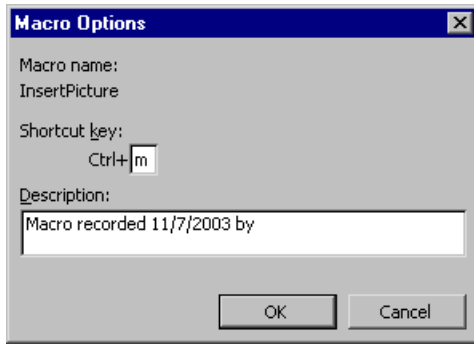 Macro Options
Macro name:
InsertPicture
Shortcut key:
Ctrl+ m
Description:
Macro recorded 11/7/2003 by
OK Cancel